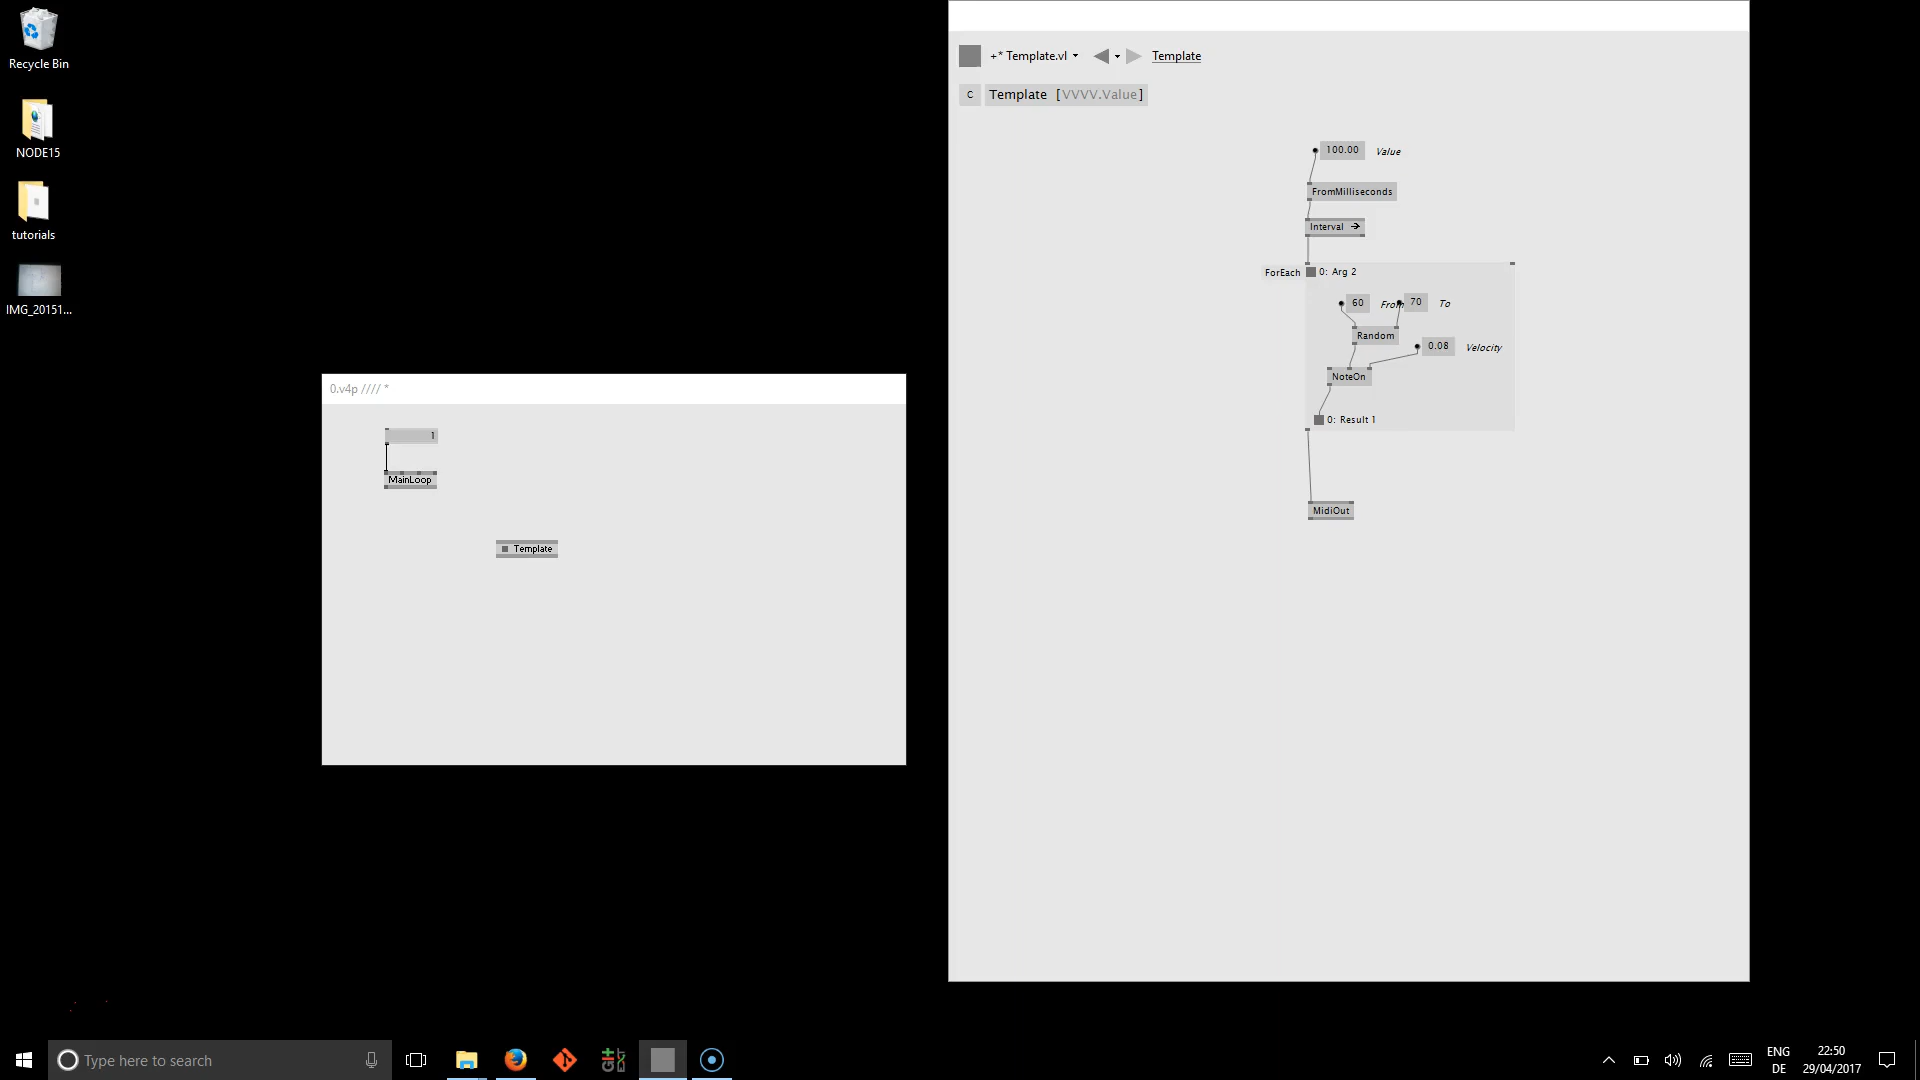 Recycle Bin
NODE15
tutorials
IMG_20151...
0.v4p //// *
1
MainLoop
Template
+* Template.vl
Template
C Template [VVVV.Value]
100.00 Value
FromMilliseconds
Interval
ForEach 0: Arg 2
60 From 70 To
Random
0.08 Velocity
NoteOn
0: Result 1
MidiOut
Type here to search
ENG
DE
22:50
29/04/2017